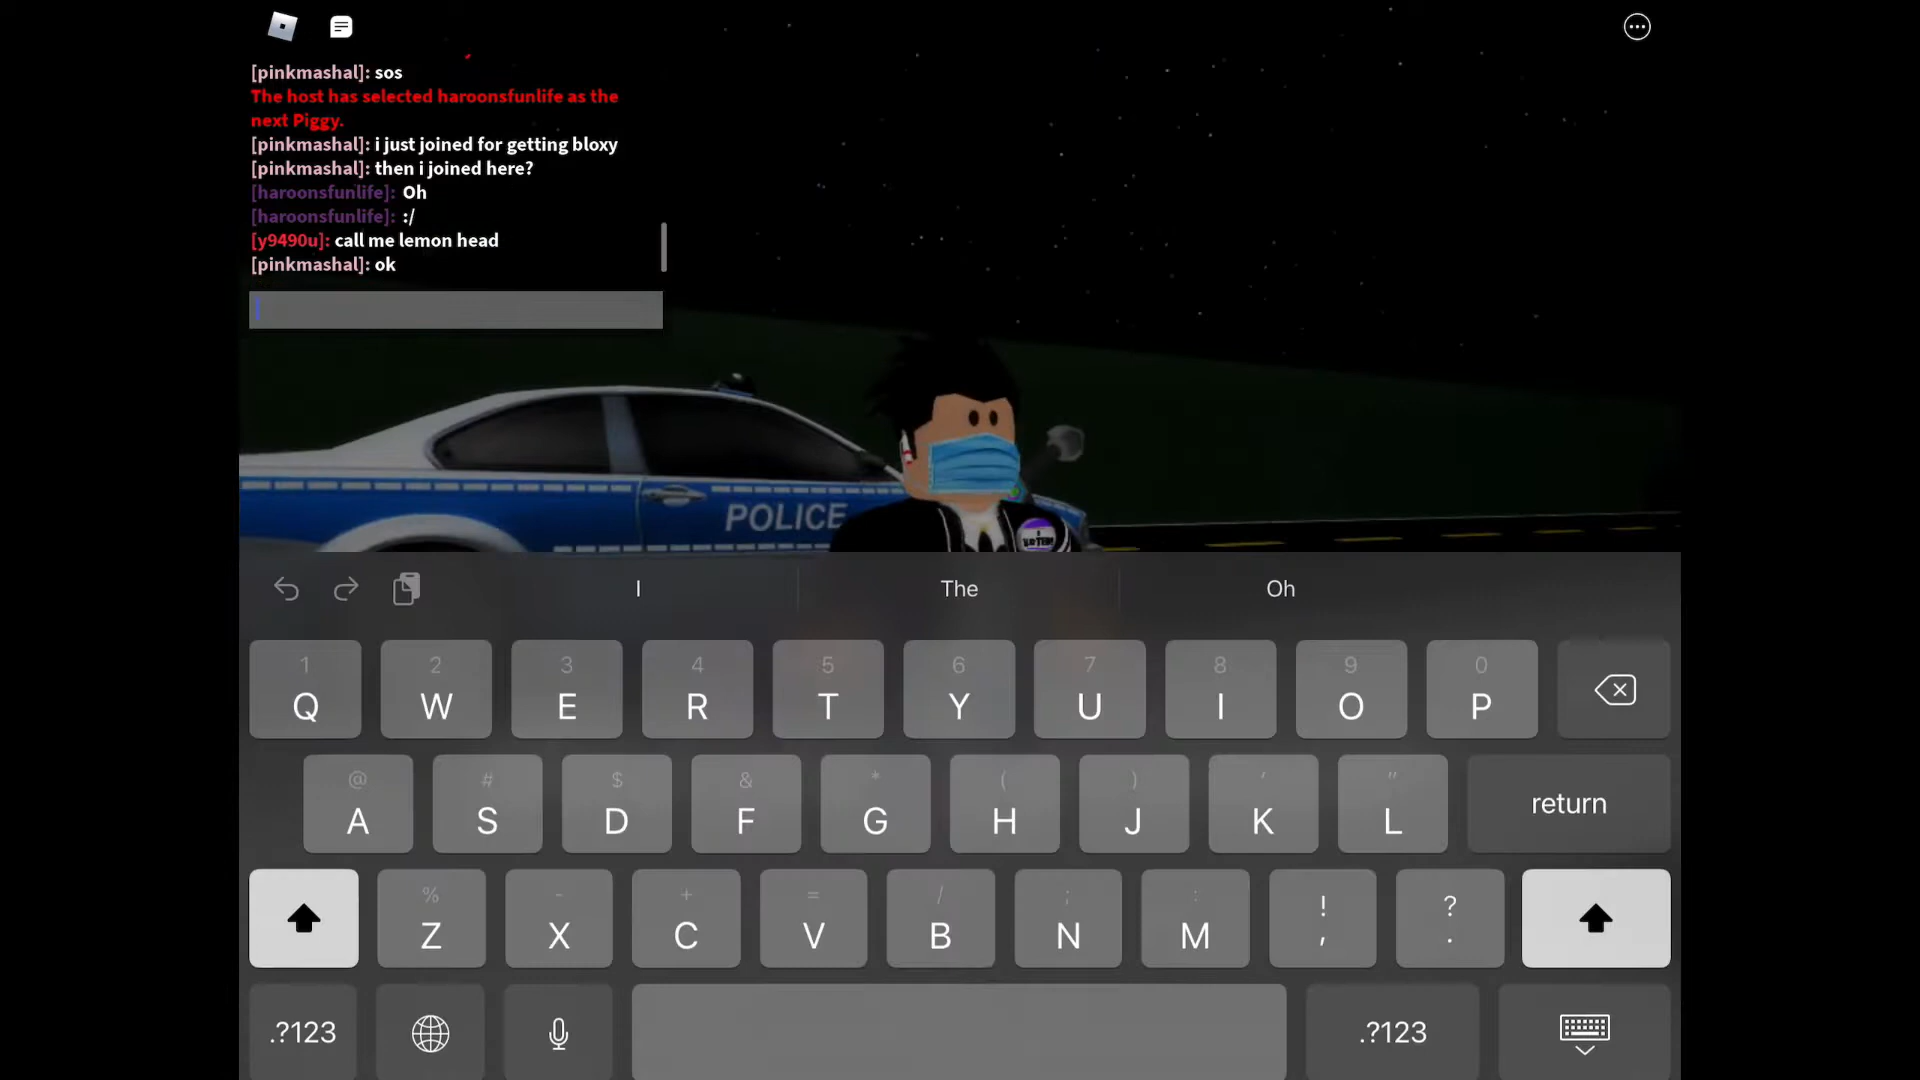 [pinkmashal]: sos
The host has selected haroonsfunlife as the
next Piggy.
[pinkmashal]: i just joined for getting bloxy
[pinkmashal]: then i joined here?
[haroonsfunlife]: Oh
[haroonsfunlife]: :/
[y9490u]: call me lemon head
[pinkmashal]: ok
POLICE
I The Oh
1 2 3 4 5 6 7 8 9 0
Q W E R T Y U I O P
@ # $ & * ( ) ' "
A S D F G H J K L return
% - + = / ; : ! ?
Z X C V B N M , .
.?123 .?123